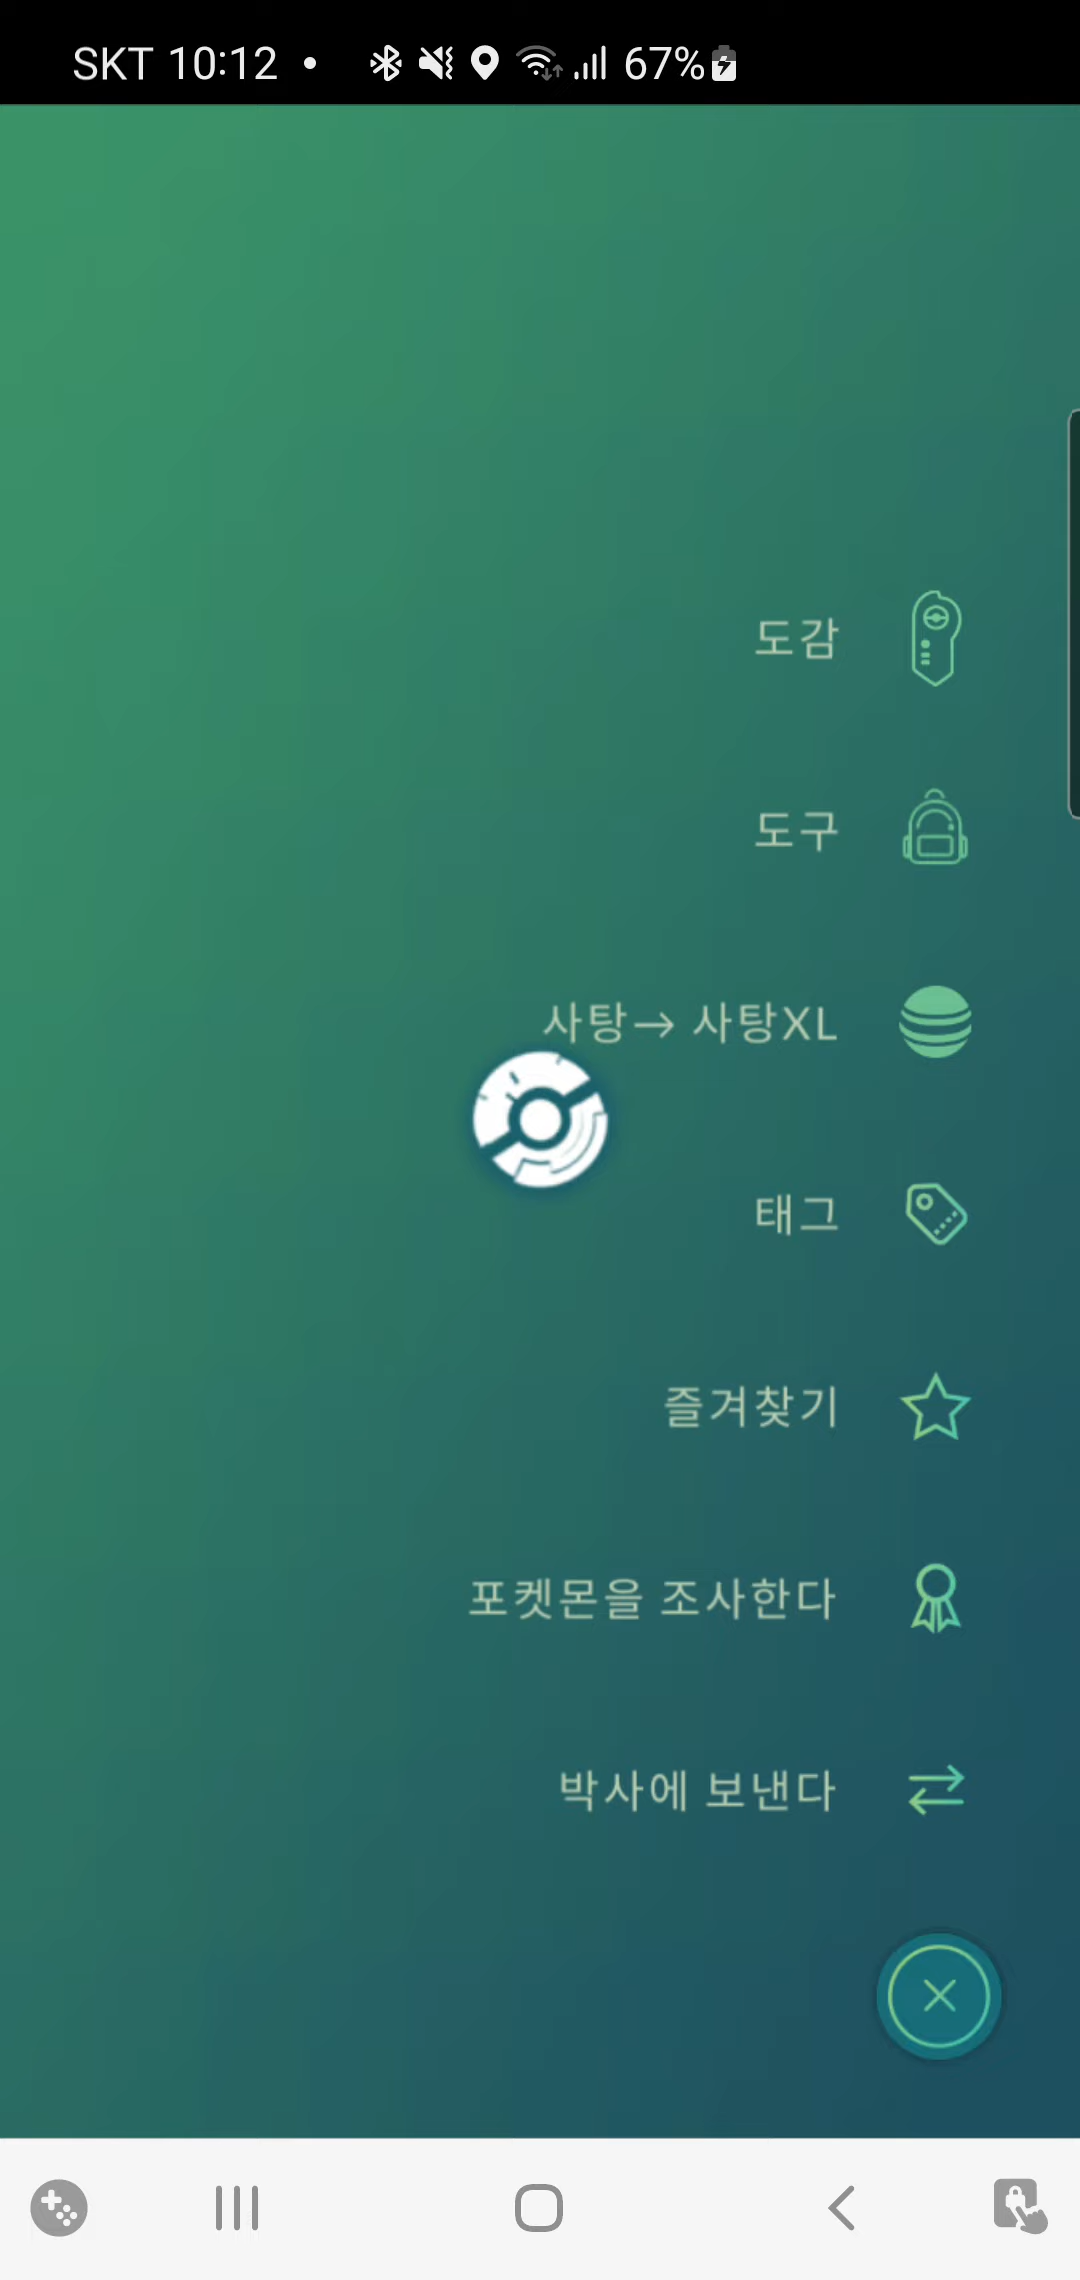 SKT 10:12 67%
도감
도구
사탕→ 사탕XL
태그
즐겨찾기
포켓몬을 조사한다
박사에 보낸다